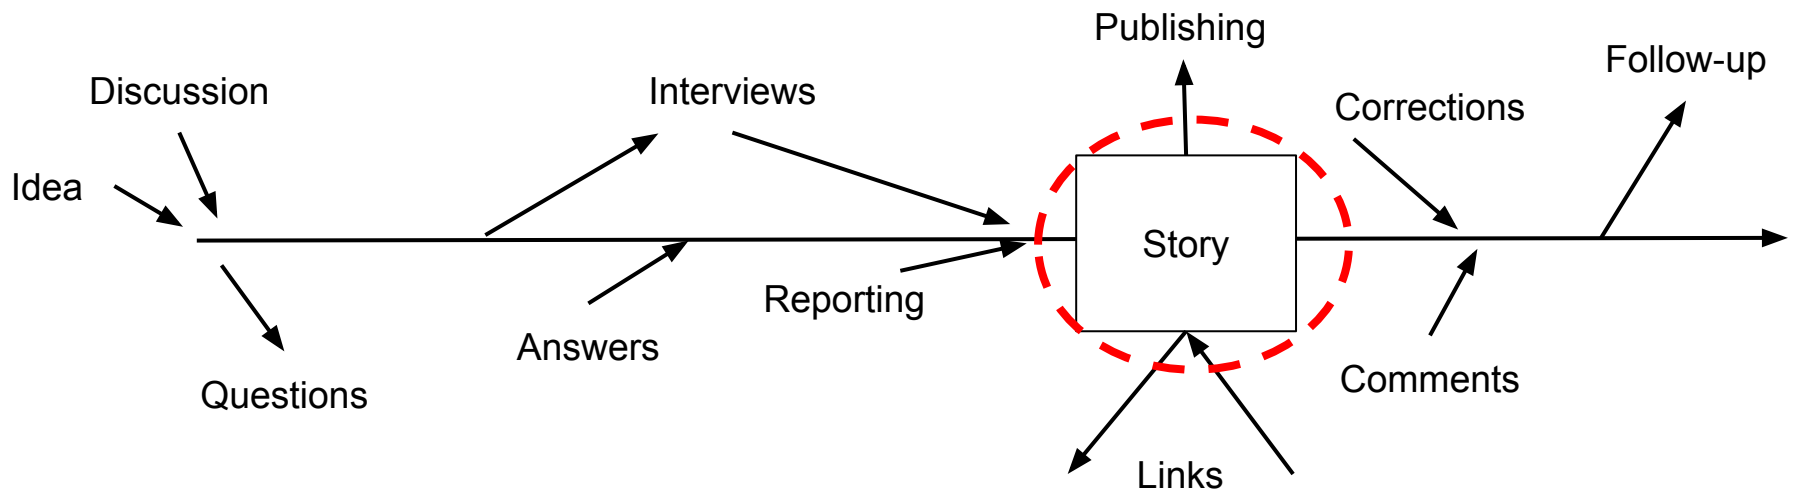 Publishing
Follow-up
Discussion
Interviews
Corrections
Idea
Story
Reporting
Answers
Comments
Questions
Links